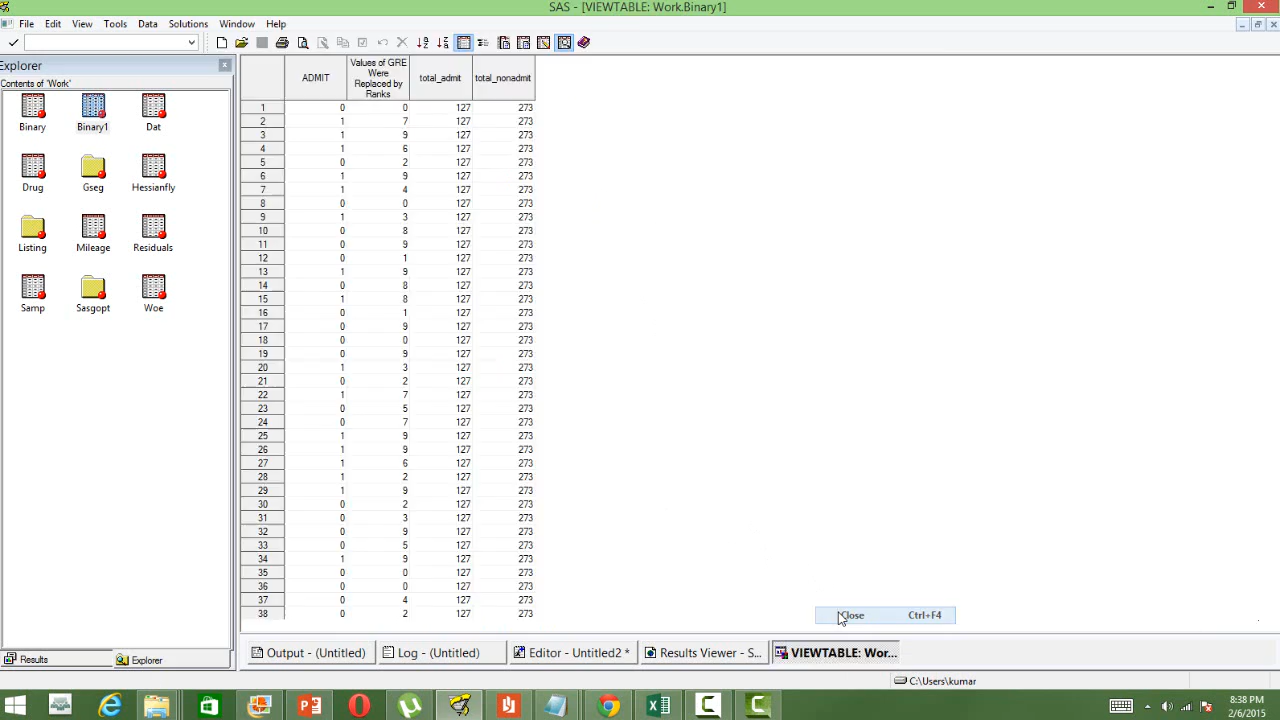 SAS - [VIEWTABLE: Work.Binary1]
File Edit View Tools Data Solutions Window Help
Explorer
Contents of 'Work'
Binary Binary1 Dat
Drug Gseg Hessianfly
Listing Mileage Residuals
Samp Sasgopt Woe
ADMIT Values of GRE Were Replaced by Ranks total_admit total_nonadmit
1 0 0 127 273
2 1 7 127 273
3 1 9 127 273
4 1 6 127 273
5 0 2 127 273
6 1 9 127 273
7 1 4 127 273
8 0 0 127 273
9 1 3 127 273
10 0 8 127 273
11 0 9 127 273
12 0 1 127 273
13 1 9 127 273
14 0 8 127 273
15 1 8 127 273
16 0 1 127 273
17 0 9 127 273
18 0 0 127 273
19 0 9 127 273
20 1 3 127 273
21 0 2 127 273
22 1 7 127 273
23 0 5 127 273
24 0 7 127 273
25 1 9 127 273
26 1 9 127 273
27 1 6 127 273
28 1 2 127 273
29 1 9 127 273
30 0 2 127 273
31 0 3 127 273
32 0 9 127 273
33 0 5 127 273
34 1 9 127 273
35 0 0 127 273
36 0 0 127 273
37 0 4 127 273
38 0 2 127 273
Close Ctrl+F4
Results Explorer
Output - (Untitled) Log - (Untitled) Editor - Untitled2 * Results Viewer - S... VIEWTABLE: Wor...
C:\Users\kumar
8:38 PM
2/6/2015